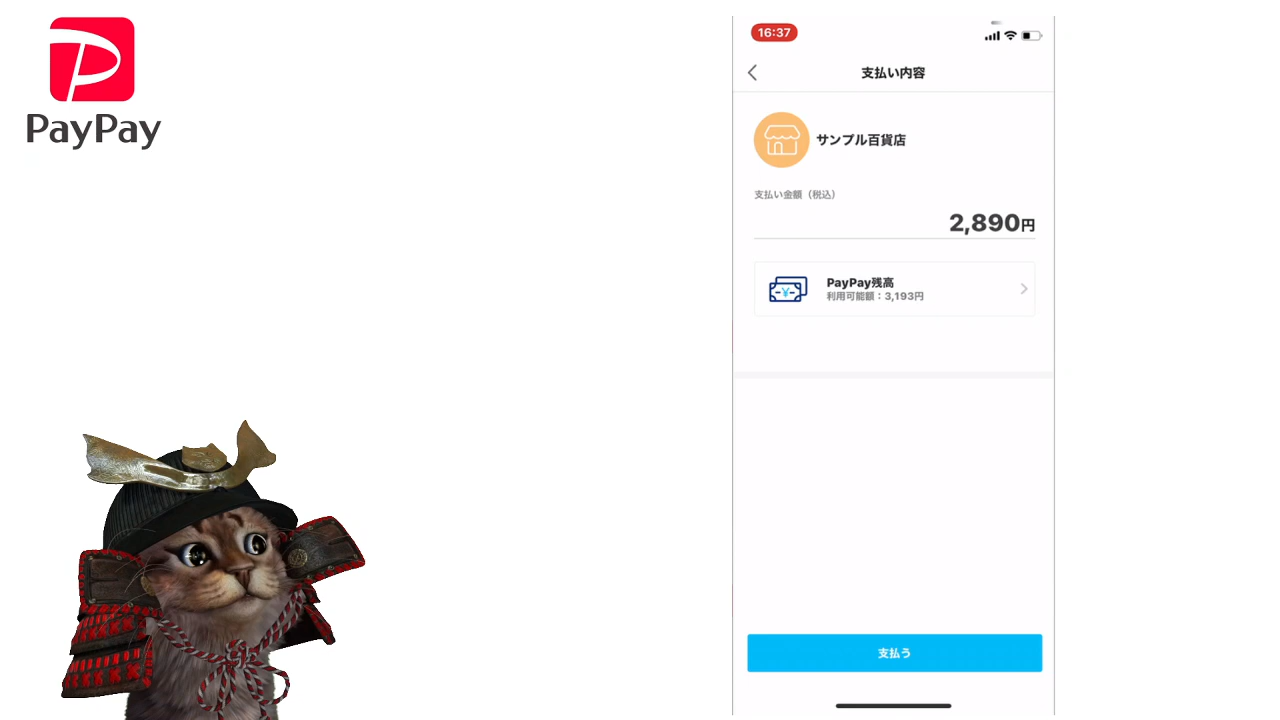 PayPay
16:37
支払い内容
サンプル百貨店
支払い金額（税込）
2,890円
PayPay残高
利用可能額：3,193円
支払う